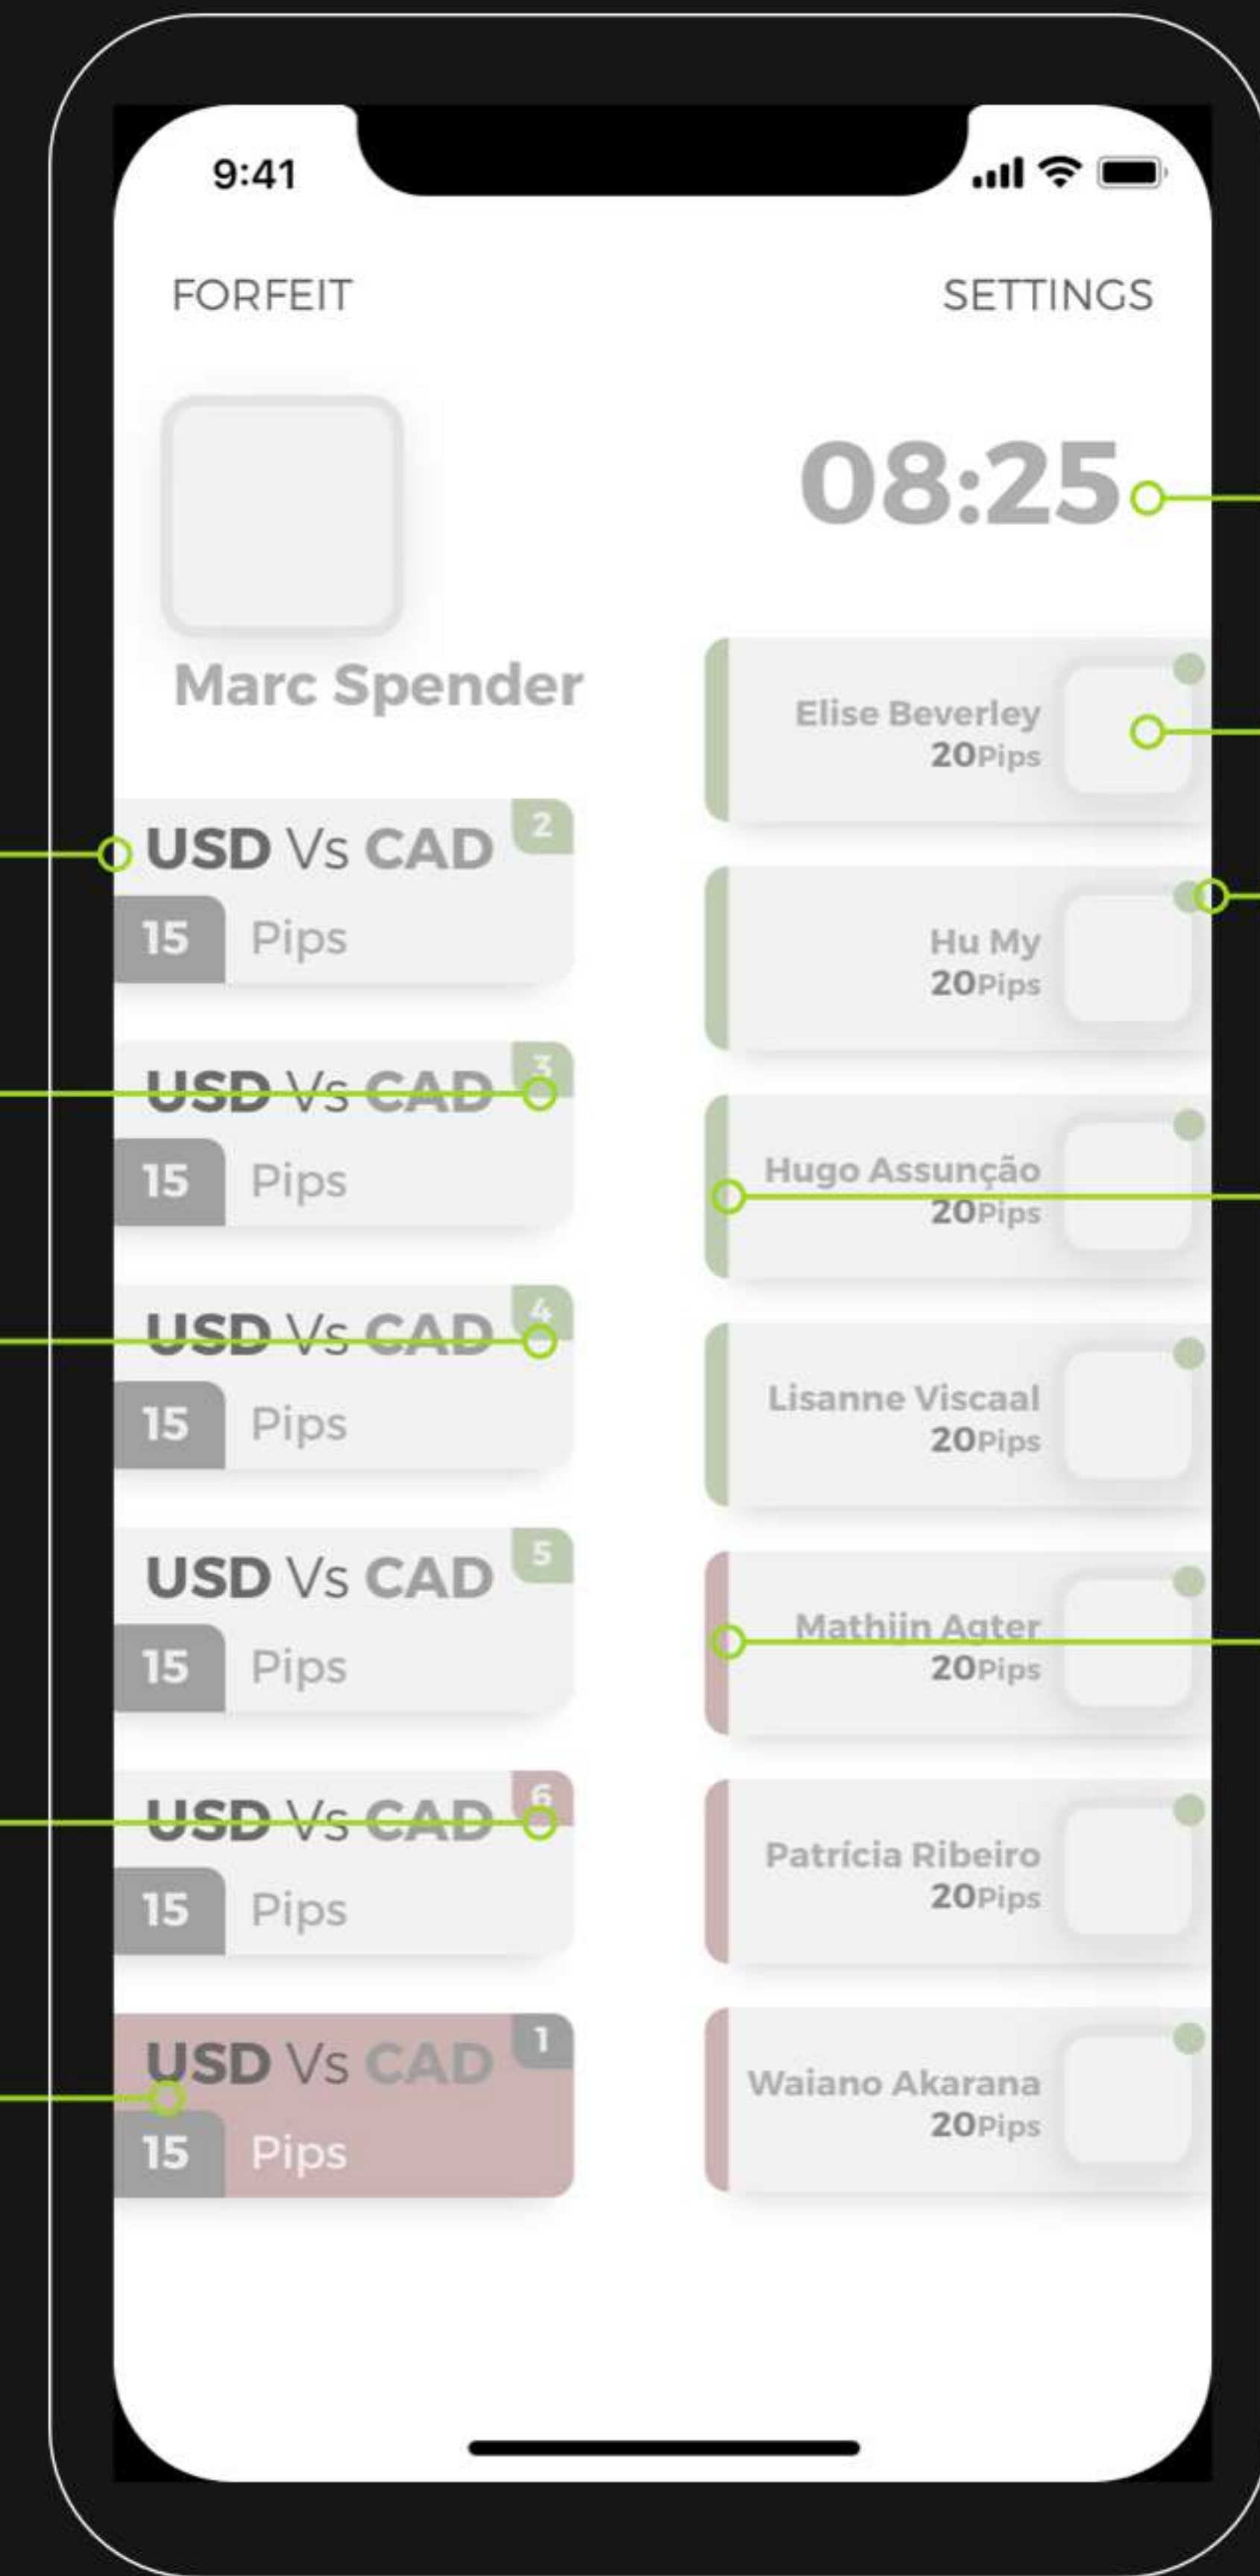 9:41
FORFEIT
SETTINGS
08:25
Marc Spender
USD Vs CAD 2
15 Pips
USD Vs CAD 3
15 Pips
USD Vs CAD 4
15 Pips
USD Vs CAD 5
15 Pips
USD Vs CAD 6
15 Pips
USD Vs CAD 1
15 Pips
Elise Beverley
20Pips
Hu My
20Pips
Hugo Assunção
20Pips
Lisanne Viscaal
20Pips
Mathijn Agter
20Pips
Patrícia Ribeiro
20Pips
Waiano Akarana
20Pips